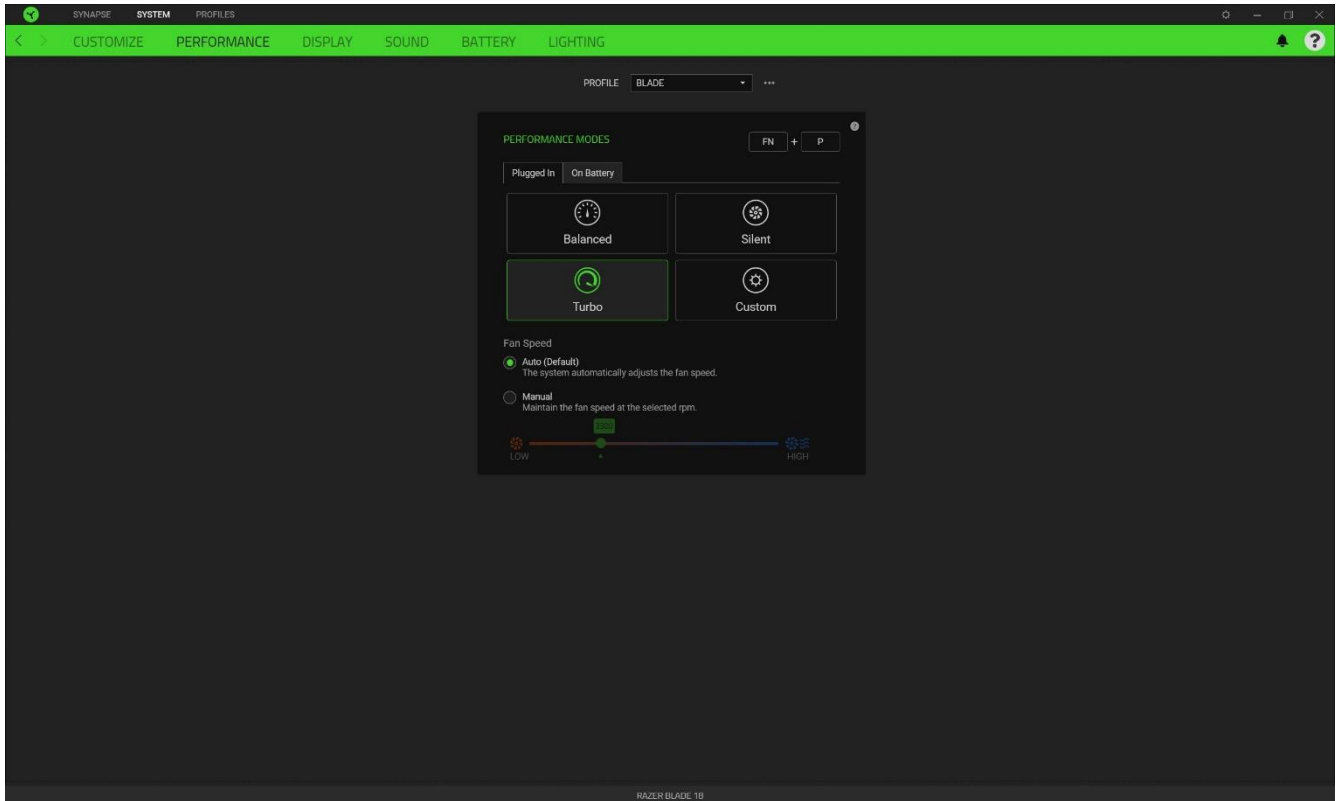 SYNAPSE SYSTEM PROFILES
CUSTOMIZE PERFORMANCE DISPLAY SOUND BATTERY LIGHTING ?
PROFILE BLADE
PERFORMANCE MODES FN + P ?
Plugged In On Battery
Balanced Silent
Turbo Custom
Fan Speed
Auto (Default)
The system automatically adjusts the fan speed.
Manual
Maintain the fan speed at the selected rpm.
3300
LOW HIGH
RAZER BLADE 18